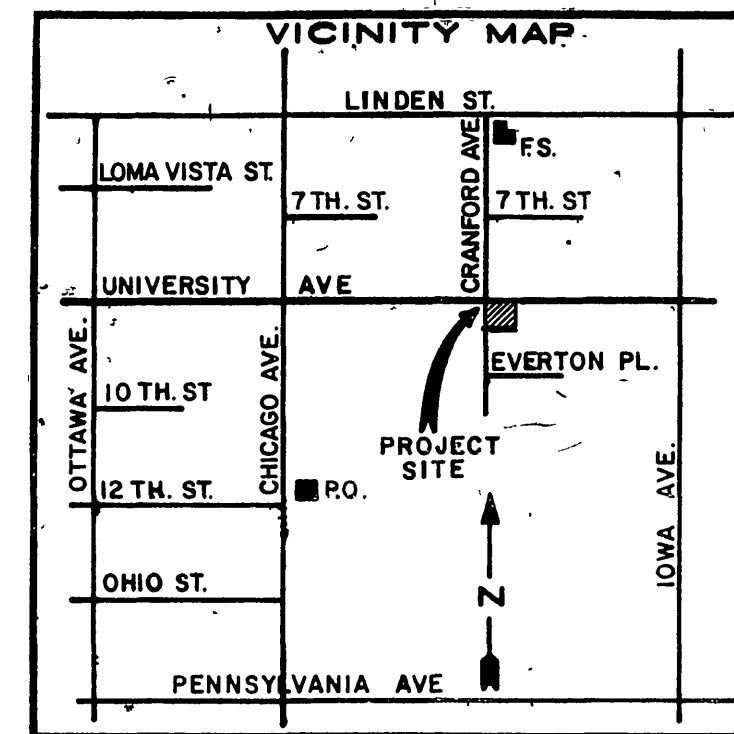 VICINITY MAP
LINDEN ST.
CRANFORD AVE
F.S.
LOMA VISTA ST.
7 TH. ST.
7 TH. ST
UNIVERSITY AVE
OTTAWA AVE.
CHICAGO AVE.
EVERTON PL.
10 TH. ST
PROJECT
SITE
12 TH. ST.
P.O.
IOWA AVE.
OHIO ST.
N
PENNSYLVANIA AVE